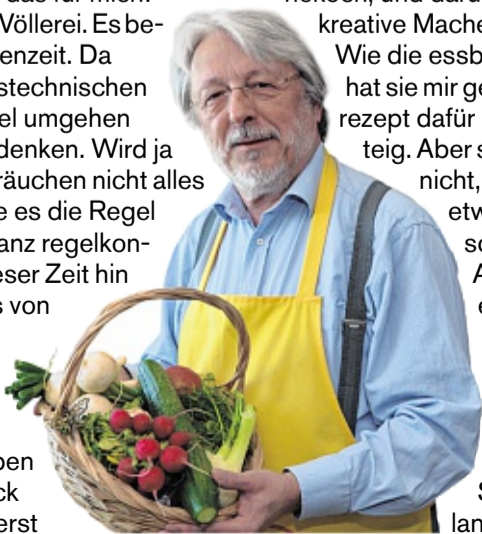 das für mich.
Völlerei. Es be-
enzeit. Da
stechnischen
el umgehen
denken. Wird ja
räuchen nicht alles
e es die Regel
anz regelkon-
eser Zeit hin
s von
ben
ck
erst
und daru
kreative Mache
Wie die essb
hat sie mir ge
rezept dafür
teig. Aber s
nicht,
etw
so
A
e
S
lan